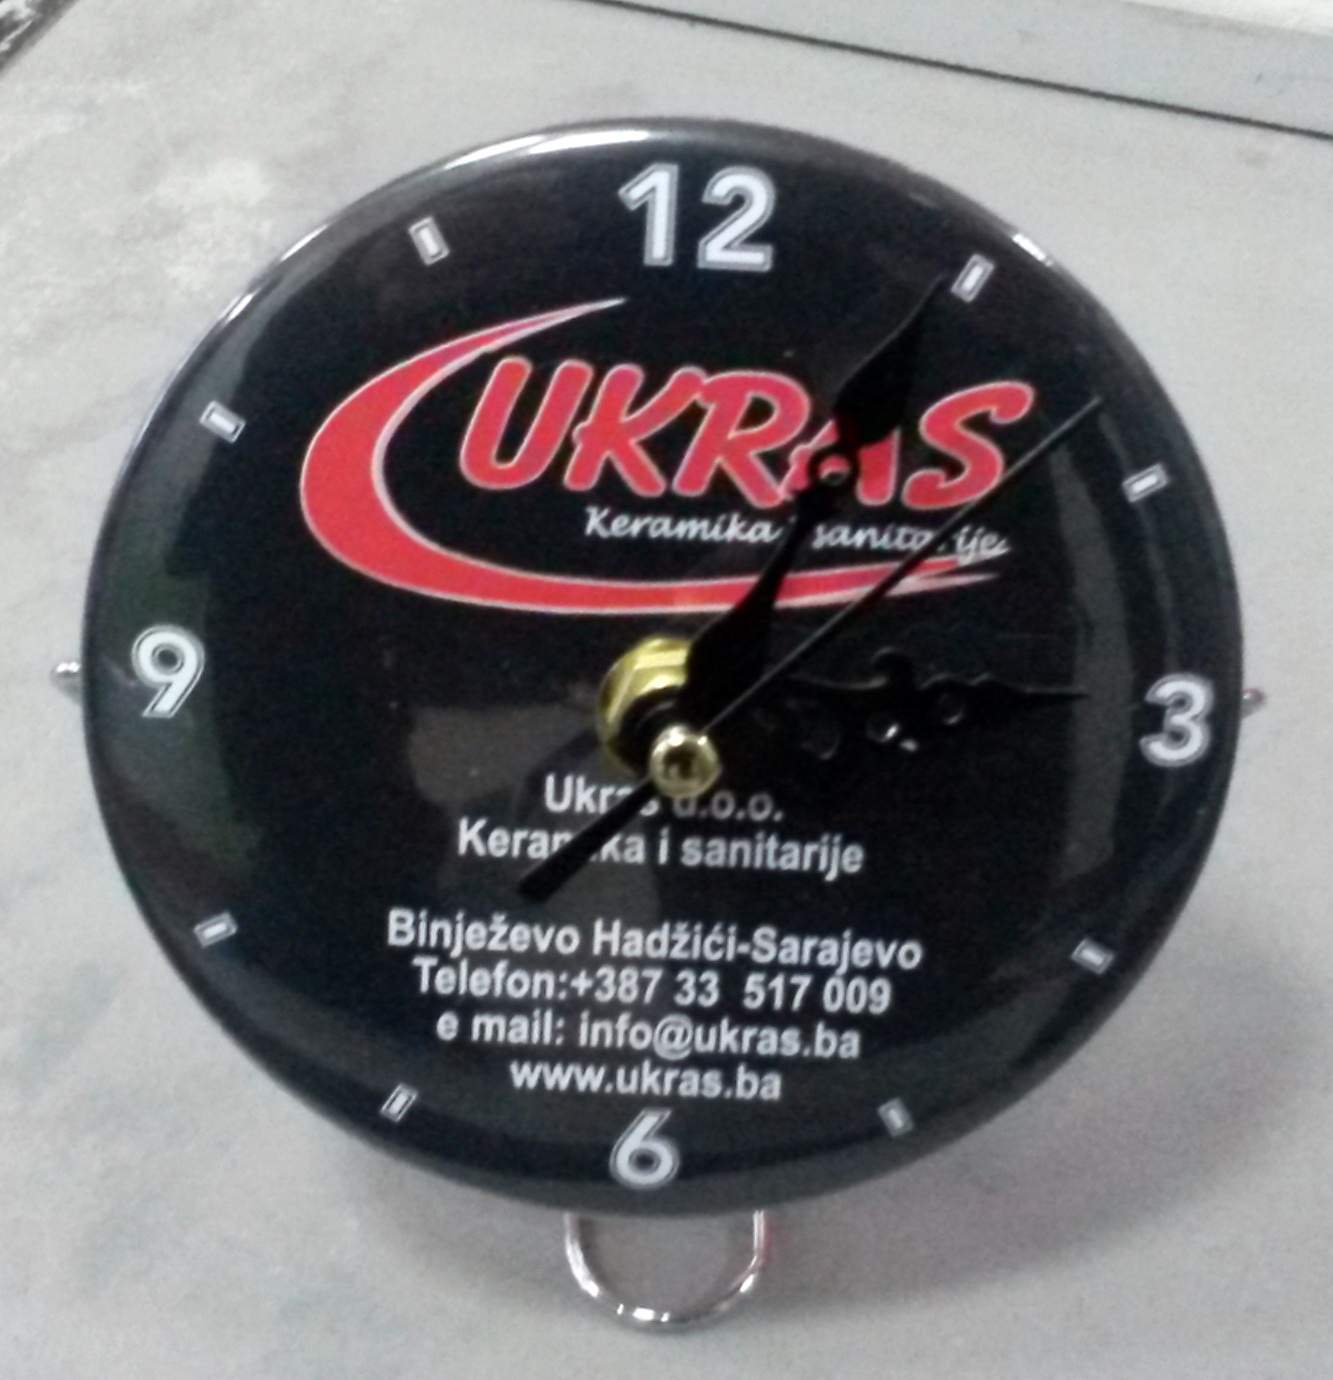 12
UKRAS
Keramika i sanitarije
9
3
Ukras d.o.o.
Keramika i sanitarije
Binježevo Hadžići-Sarajevo
Telefon:+387 33 517 009
e mail: info@ukras.ba
www.ukras.ba
6